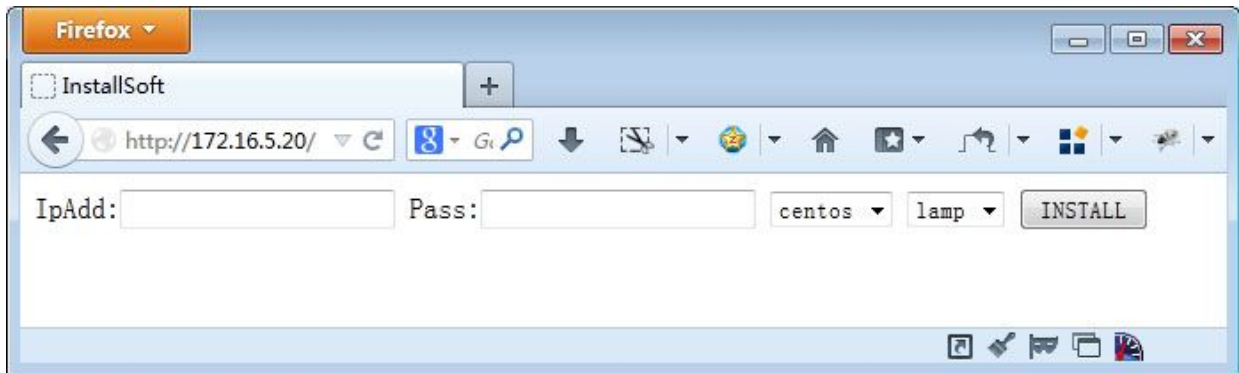 Firefox
InstallSoft
http://172.16.5.20/
IpAdd: Pass: centos lamp INSTALL